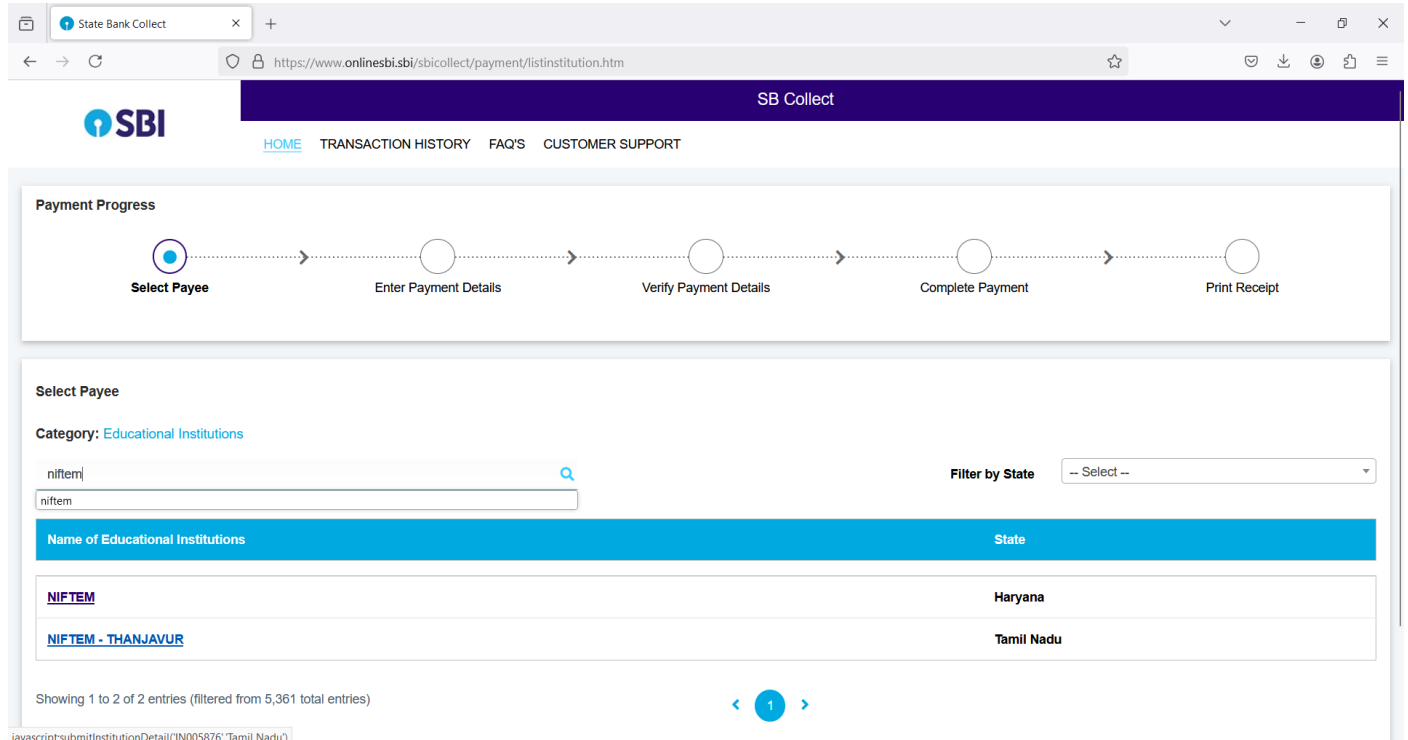 State Bank Collect
https://www.onlinesbi.sbi/sbicollect/payment/listinstitution.htm
SBI
SB Collect
HOME TRANSACTION HISTORY FAQ'S CUSTOMER SUPPORT
Payment Progress
Select Payee Enter Payment Details Verify Payment Details Complete Payment Print Receipt
Select Payee
Category: Educational Institutions
niftem Filter by State -- Select --
niftem
Name of Educational Institutions State
NIFTEM Haryana
NIFTEM - THANJAVUR Tamil Nadu
Showing 1 to 2 of 2 entries (filtered from 5,361 total entries) 1
javascript:submitInstitutionDetail('IN005876','Tamil Nadu')